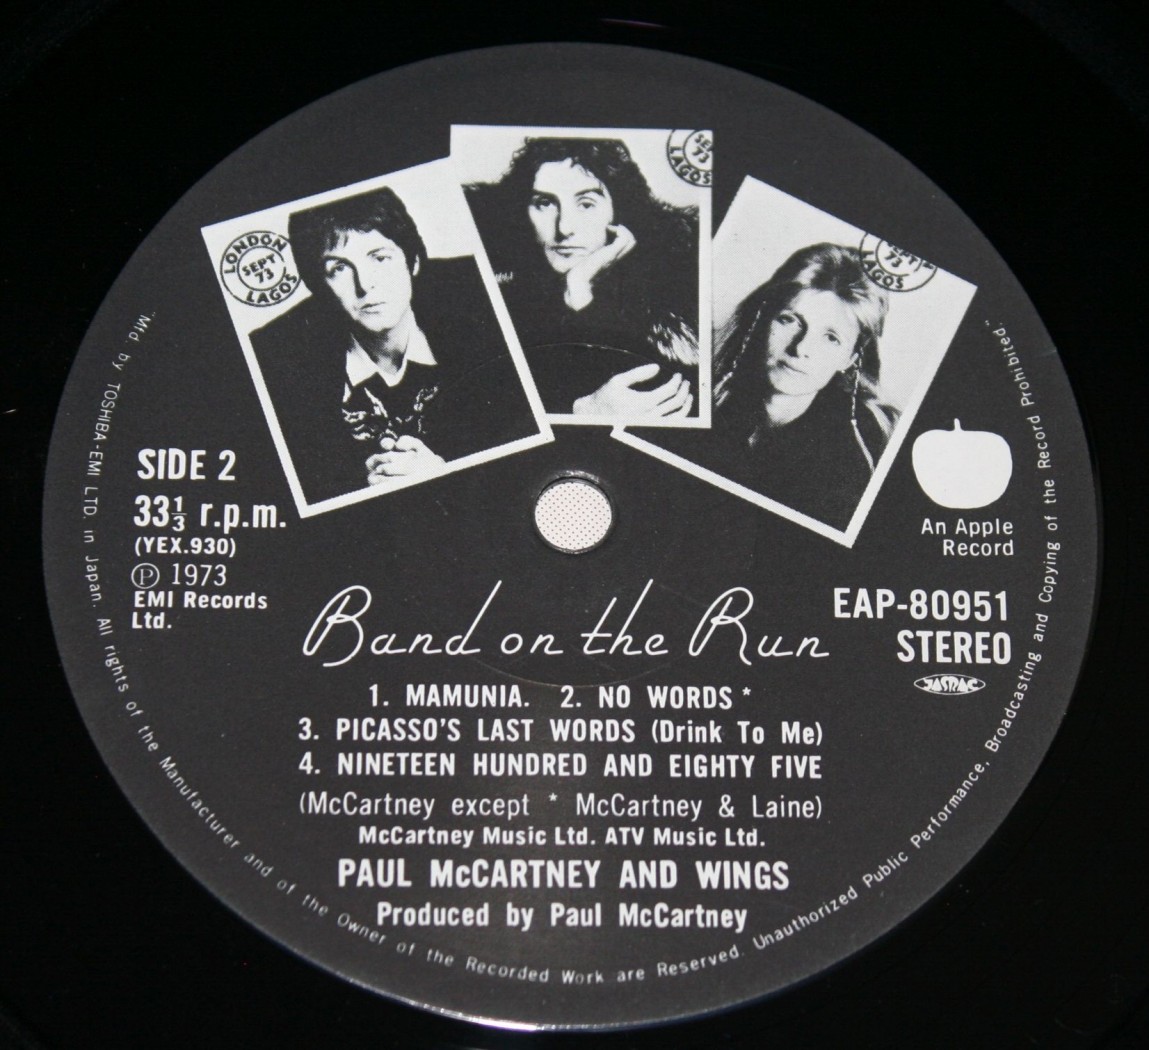 LONDON
SEPT
73
LAGOS
SE
73
LAGOS
73
LAGOS
SIDE 2
33⅓ r.p.m.
(YEX.930)
Ⓟ 1973
EMI Records
Ltd.
An Apple
Record
EAP-80951
STEREO
JASRAC
Band on the Run
1. MAMUNIA. 2. NO WORDS *
3. PICASSO'S LAST WORDS (Drink To Me)
4. NINETEEN HUNDRED AND EIGHTY FIVE
(McCartney except * McCartney & Laine)
McCartney Music Ltd. ATV Music Ltd.
PAUL McCARTNEY AND WINGS
Produced by Paul McCartney
"Mfd. by TOSHIBA-EMI LTD. in Japan. All rights of the Manufacturer and of the Owner of the Recorded Work are Reserved. Unauthorized Public Performance, Broadcasting and Copying of the Record Prohibited."